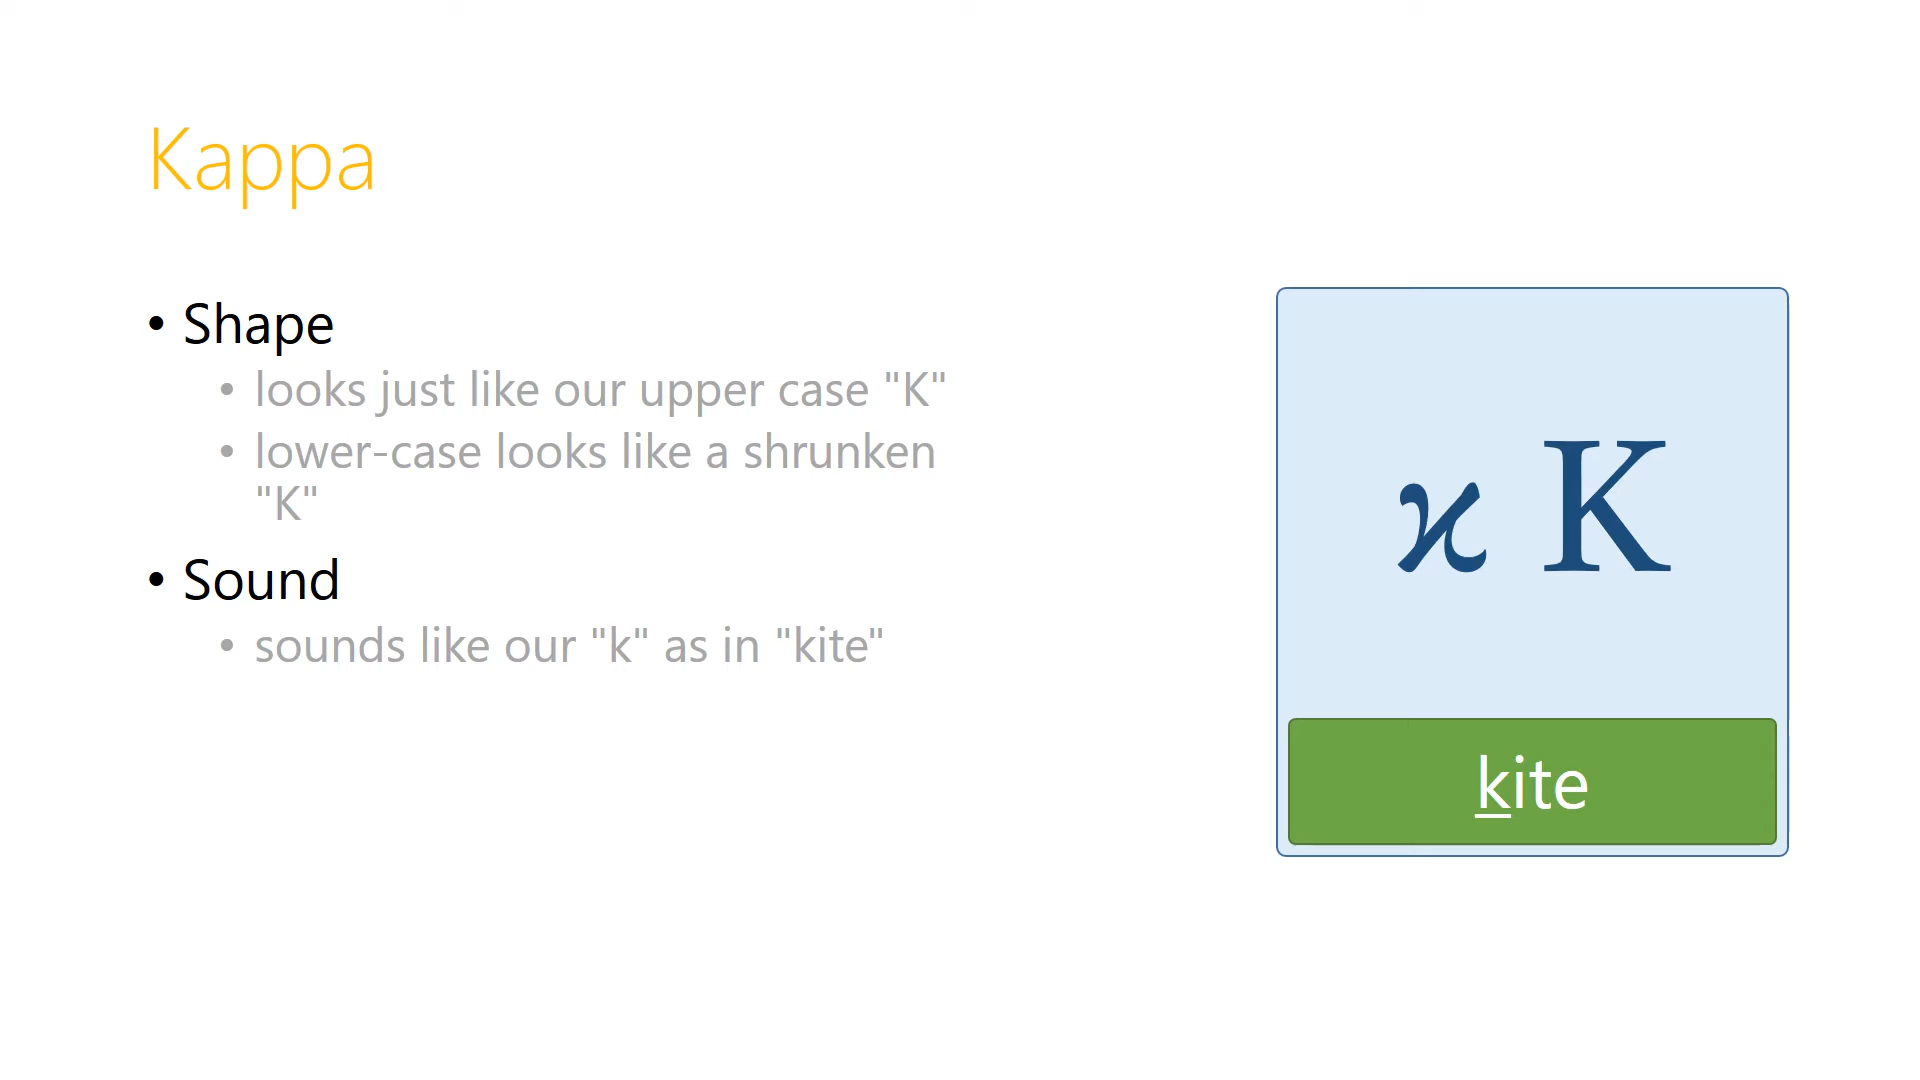 Kappa
• Shape
• looks just like our upper case "K"
• lower-case looks like a shrunken
"K"
• Sound
• sounds like our "k" as in "kite"
ϰ Κ
kite